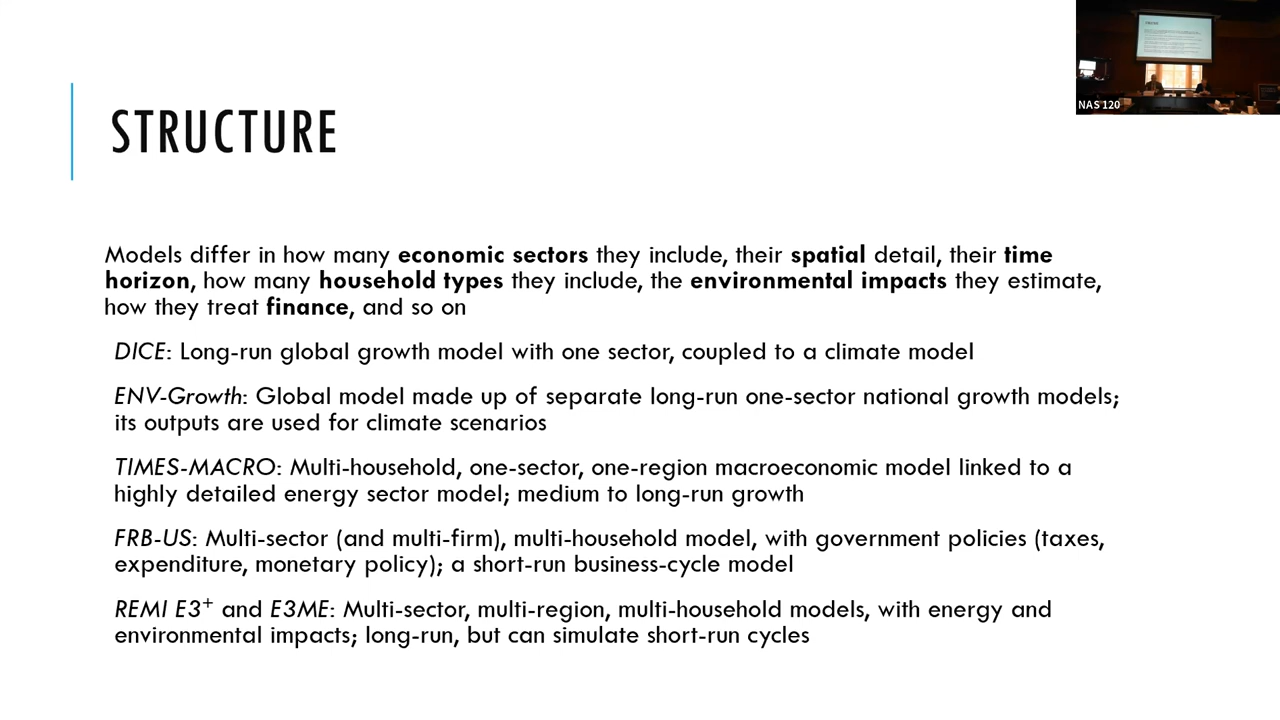 STRUCTURE
Models differ in how many economic sectors they include, their spatial detail, their time
horizon, how many household types they include, the environmental impacts they estimate,
how they treat finance, and so on
DICE: Long-run global growth model with one sector, coupled to a climate model
ENV-Growth: Global model made up of separate long-run one-sector national growth models;
its outputs are used for climate scenarios
TIMES-MACRO: Multi-household, one-sector, one-region macroeconomic model linked to a
highly detailed energy sector model; medium to long-run growth
FRB-US: Multi-sector (and multi-firm), multi-household model, with government policies (taxes,
expenditure, monetary policy); a short-run business-cycle model
REMI E3⁺ and E3ME: Multi-sector, multi-region, multi-household models, with energy and
environmental impacts; long-run, but can simulate short-run cycles
NAS 120